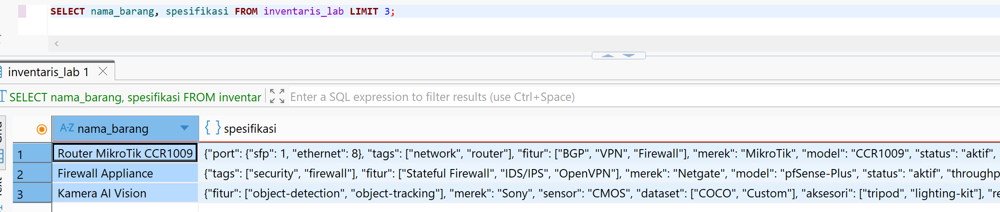 SELECT nama_barang, spesifikasi FROM inventaris_lab LIMIT 3;
inventaris_lab 1
SELECT nama_barang, spesifikasi FROM inventar
Enter a SQL expression to filter results (use Ctrl+Space)
A-Z nama_barang { } spesifikasi
1 Router MikroTik CCR1009 {"port": {"sfp": 1, "ethernet": 8}, "tags": ["network", "router"], "fitur": ["BGP", "VPN", "Firewall"], "merek": "MikroTik", "model": "CCR1009", "status": "aktif",
2 Firewall Appliance {"tags": ["security", "firewall"], "fitur": ["Stateful Firewall", "IDS/IPS", "OpenVPN"], "merek": "Netgate", "model": "pfSense-Plus", "status": "aktif", "throughp
3 Kamera AI Vision {"fitur": ["object-detection", "object-tracking"], "merek": "Sony", "sensor": "CMOS", "dataset": ["COCO", "Custom"], "aksesori": ["tripod", "lighting-kit"], "re